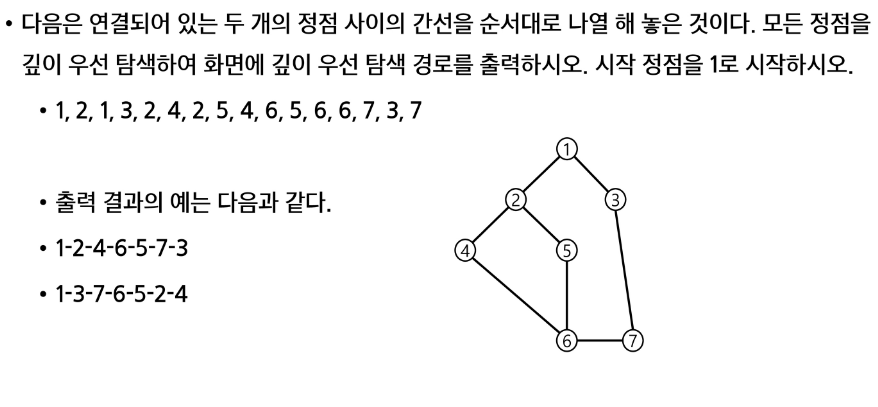 • 다음은 연결되어 있는 두 개의 정점 사이의 간선을 순서대로 나열 해 놓은 것이다. 모든 정점을
깊이 우선 탐색하여 화면에 깊이 우선 탐색 경로를 출력하시오. 시작 정점을 1로 시작하시오.
• 1, 2, 1, 3, 2, 4, 2, 5, 4, 6, 5, 6, 6, 7, 3, 7
• 출력 결과의 예는 다음과 같다.
• 1-2-4-6-5-7-3
• 1-3-7-6-5-2-4
1
2 3
4 5
6 7